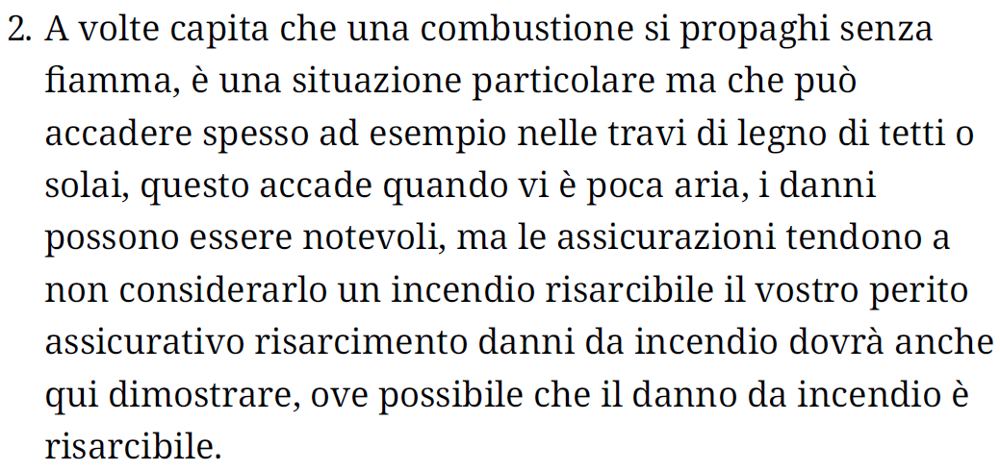 2. A volte capita che una combustione si propaghi senza
fiamma, è una situazione particolare ma che può
accadere spesso ad esempio nelle travi di legno di tetti o
solai, questo accade quando vi è poca aria, i danni
possono essere notevoli, ma le assicurazioni tendono a
non considerarlo un incendio risarcibile il vostro perito
assicurativo risarcimento danni da incendio dovrà anche
qui dimostrare, ove possibile che il danno da incendio è
risarcibile.